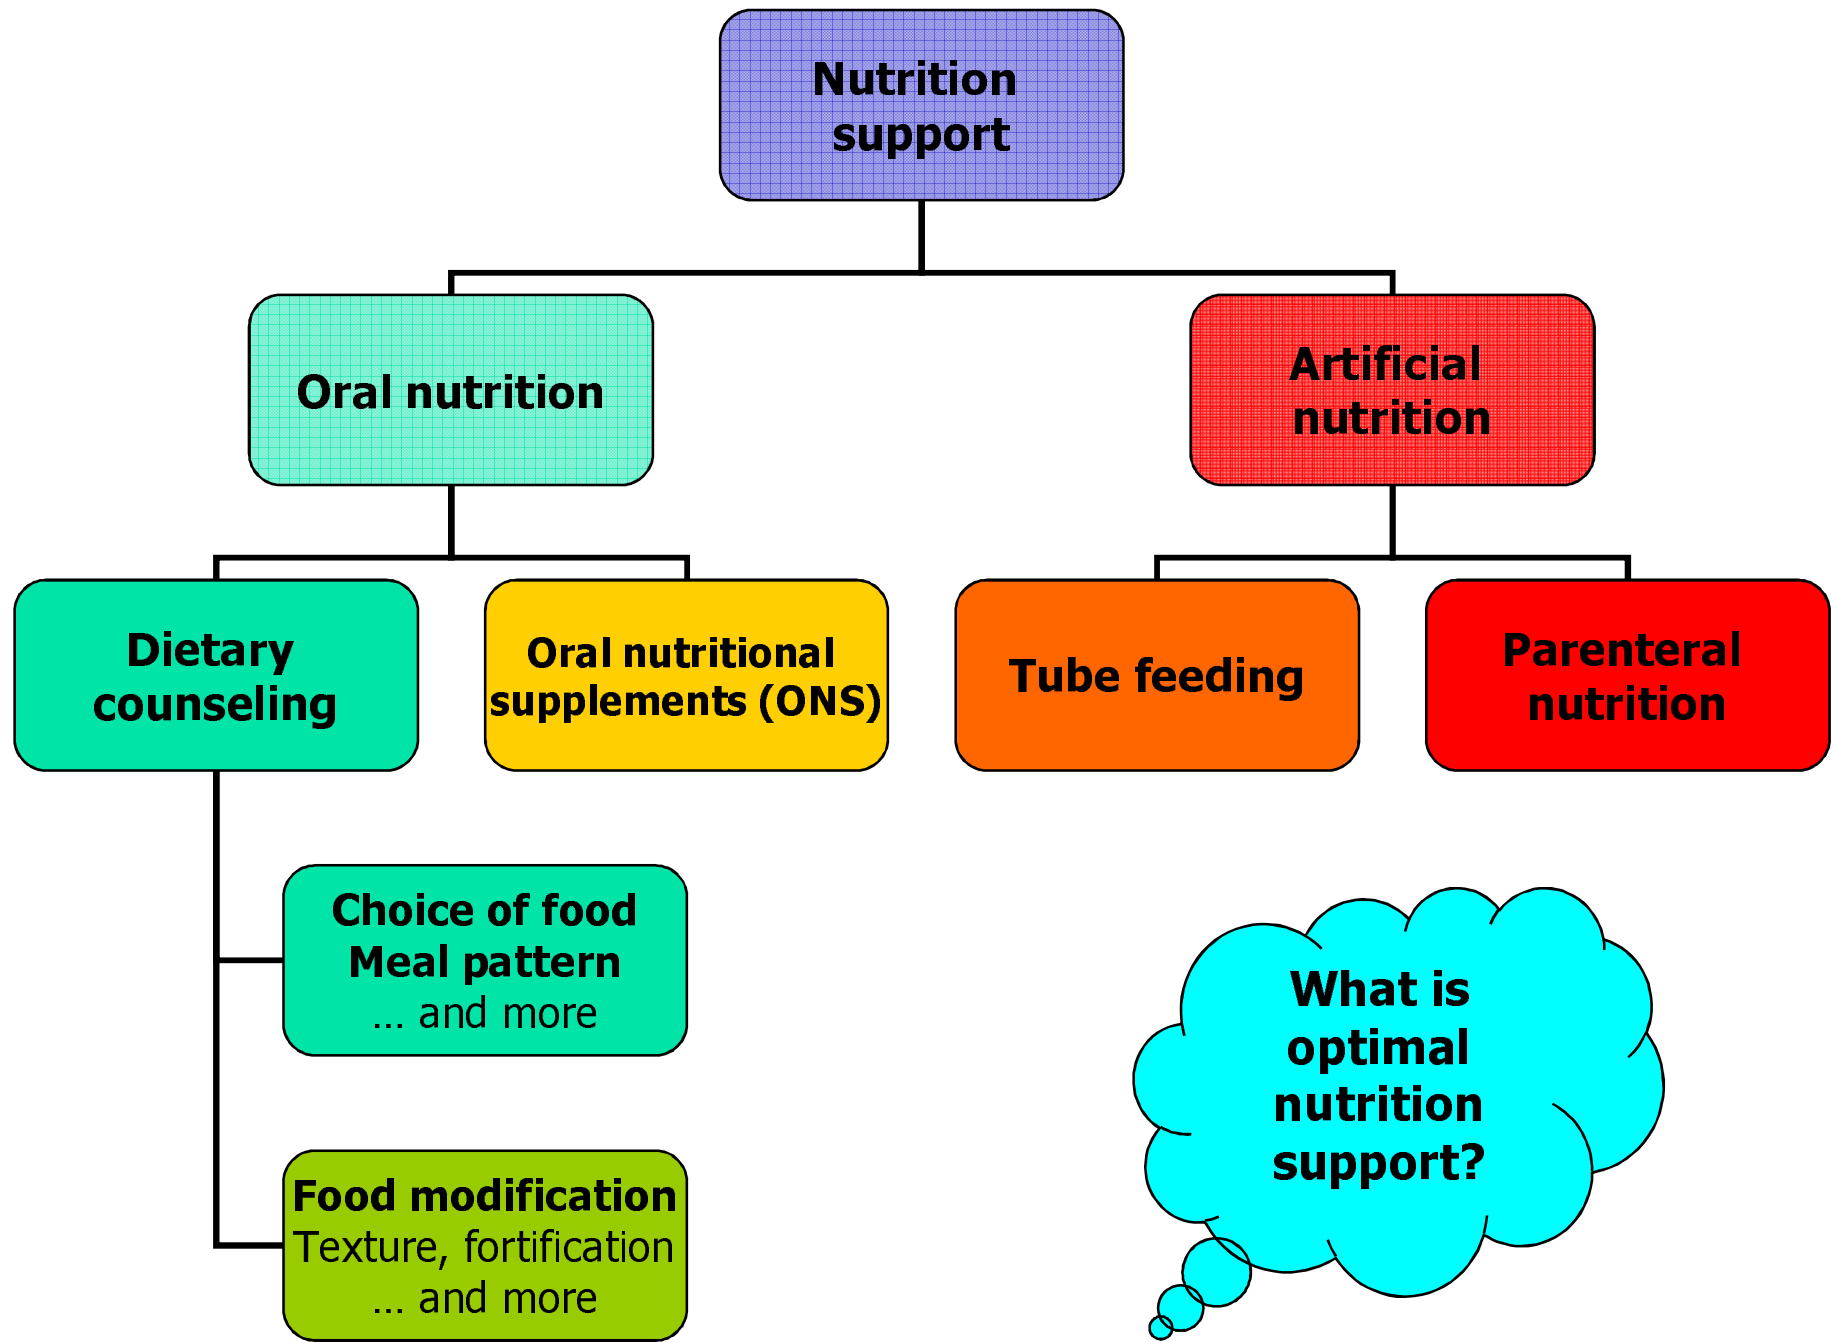 Nutrition
support
Oral nutrition
Artificial
nutrition
Dietary
counseling
Oral nutritional
supplements (ONS)
Tube feeding
Parenteral
nutrition
Choice of food
Meal pattern
... and more
Food modification
Texture, fortification
... and more
What is
optimal
nutrition
support?